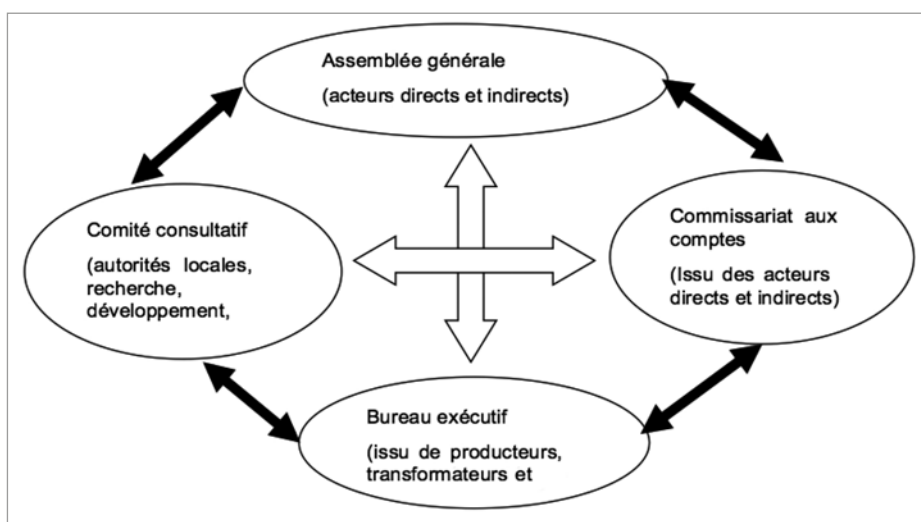 Assemblée générale
(acteurs directs et indirects)
Comité consultatif
(autorités locales,
recherche,
développement,
Commissariat aux
comptes
(Issu des acteurs
directs et indirects)
Bureau exécutif
(issu de producteurs,
transformateurs et